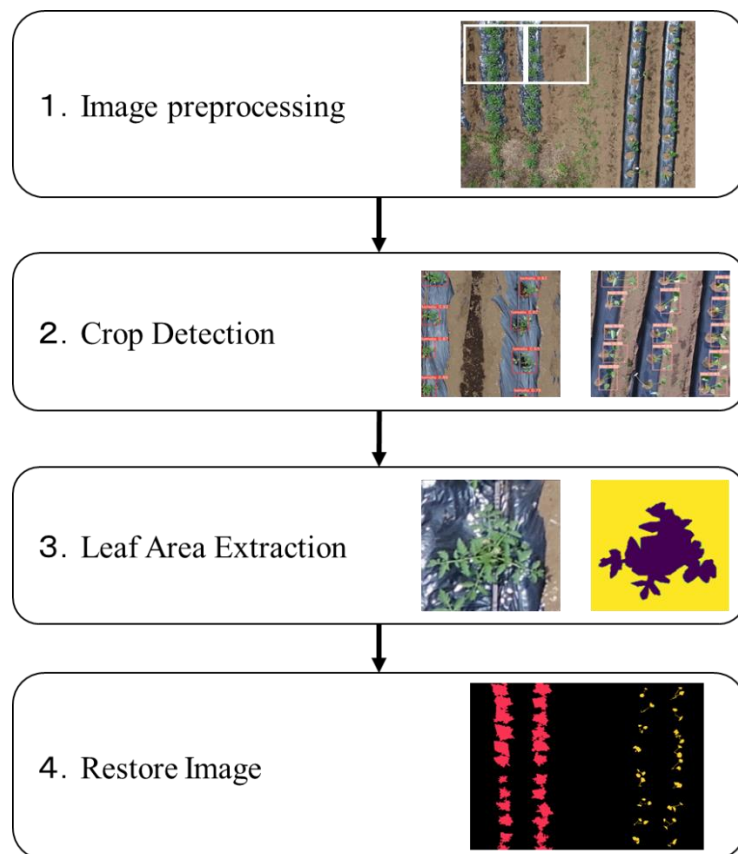 1. Image preprocessing
2. Crop Detection
3. Leaf Area Extraction
4. Restore Image